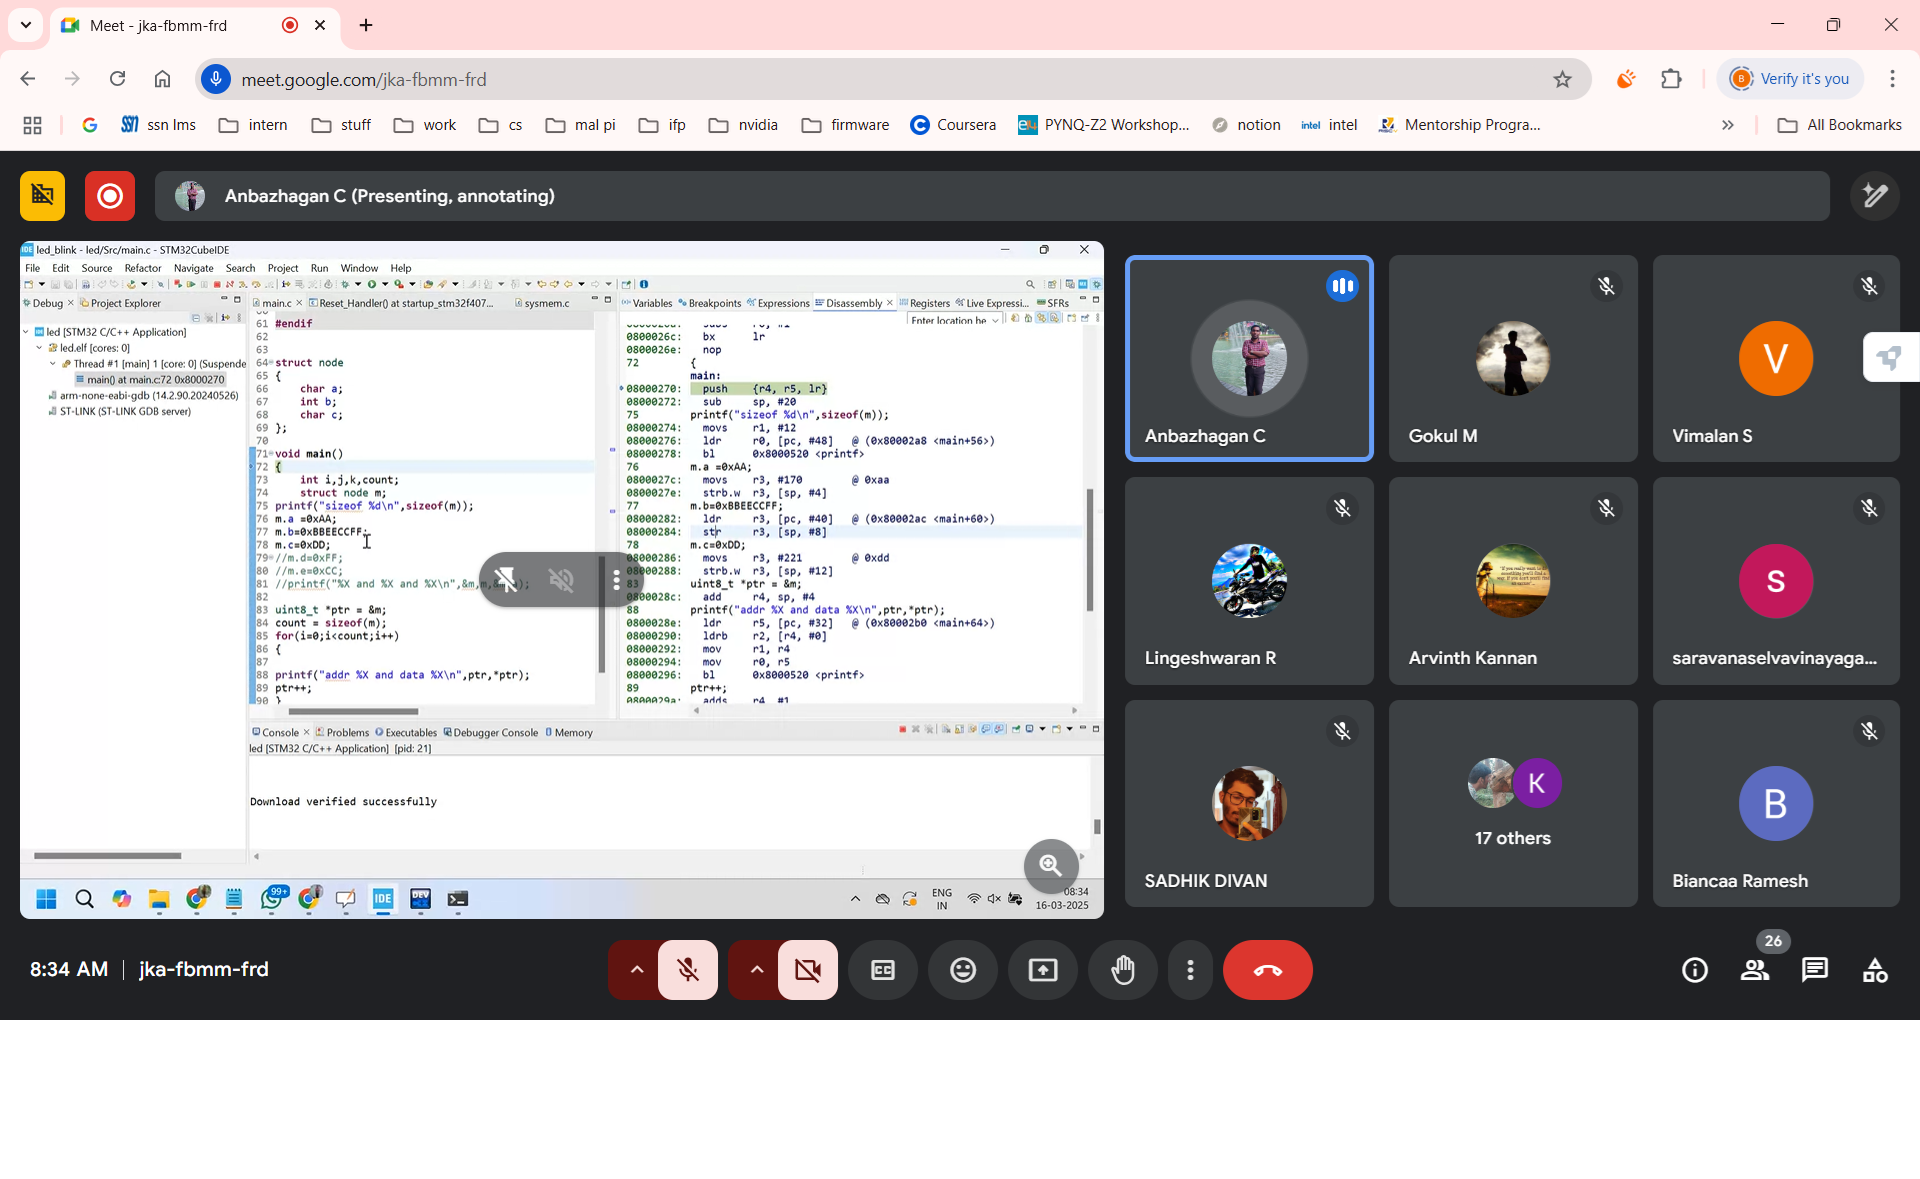 Meet - jka-fbmm-frd
meet.google.com/jka-fbmm-frd
Verify it's you
ssn lms
intern
stuff
work
cs
mal pi
ifp
nvidia
firmware
Coursera
PYNQ-Z2 Workshop...
notion
intel
intel
Mentorship Progra...
All Bookmarks
Anbazhagan C (Presenting, annotating)
led_blink - led/Src/main.c - STM32CubeIDE
File Edit Source Refactor Navigate Search Project Run Window Help
Debug
Project Explorer
led [STM32 C/C++ Application]
led.elf [cores: 0]
Thread #1 [main] 1 [core: 0] (Suspende
main() at main.c:72 0x8000270
arm-none-eabi-gdb (14.2.90.20240526)
ST-LINK (ST-LINK GDB server)
main.c
Reset_Handler() at startup_stm32f407...
sysmem.c
61 #endif
62
63
64 struct node
65 {
66 char a;
67 int b;
68 char c;
69 };
70
71 void main()
72 {
73 int i,j,k,count;
74 struct node m;
75 printf("sizeof %d\n",sizeof(m));
76 m.a =0xAA;
77 m.b=0xBBEECCFF;
78 m.c=0xDD;
79 //m.d=0xFF;
80 //m.e=0xCC;
81 //printf("%X and %X and %X\n",&m,m,
82
83 uint8_t *ptr = &m;
84 count = sizeof(m);
85 for(i=0;i<count;i++)
86 {
87
88 printf("addr %X and data %X\n",ptr,*ptr);
89 ptr++;
90 }
Variables Breakpoints Expressions Disassembly Registers Live Expressi... SFRs
Enter location he
0800026c: bx lr
0800026e: nop
72 {
main:
08000270: push {r4, r5, lr}
08000272: sub sp, #20
75 printf("sizeof %d\n",sizeof(m));
08000274: movs r1, #12
08000276: ldr r0, [pc, #48] @ (0x80002a8 <main+56>)
08000278: bl 0x8000520 <printf>
76 m.a =0xAA;
0800027c: movs r3, #170 @ 0xaa
0800027e: strb.w r3, [sp, #4]
77 m.b=0xBBEECCFF;
08000282: ldr r3, [pc, #40] @ (0x80002ac <main+60>)
08000284: str r3, [sp, #8]
78 m.c=0xDD;
08000286: movs r3, #221 @ 0xdd
08000288: strb.w r3, [sp, #12]
83 uint8_t *ptr = &m;
0800028c: add r4, sp, #4
88 printf("addr %X and data %X\n",ptr,*ptr);
0800028e: ldr r5, [pc, #32] @ (0x80002b0 <main+64>)
08000290: ldrb r2, [r4, #0]
08000292: mov r1, r4
08000294: mov r0, r5
08000296: bl 0x8000520 <printf>
89 ptr++;
0800029a: adds r4, #1
Console Problems Executables Debugger Console Memory
led [STM32 C/C++ Application] [pid: 21]
Download verified successfully
99+
IDE
DEV
ENG
IN
08:34
16-03-2025
Anbazhagan C
Gokul M
V
Vimalan S
Lingeshwaran R
Arvinth Kannan
S
saravanaselvavinayaga...
SADHIK DIVAN
K
17 others
B
Biancaa Ramesh
8:34 AM
jka-fbmm-frd
26